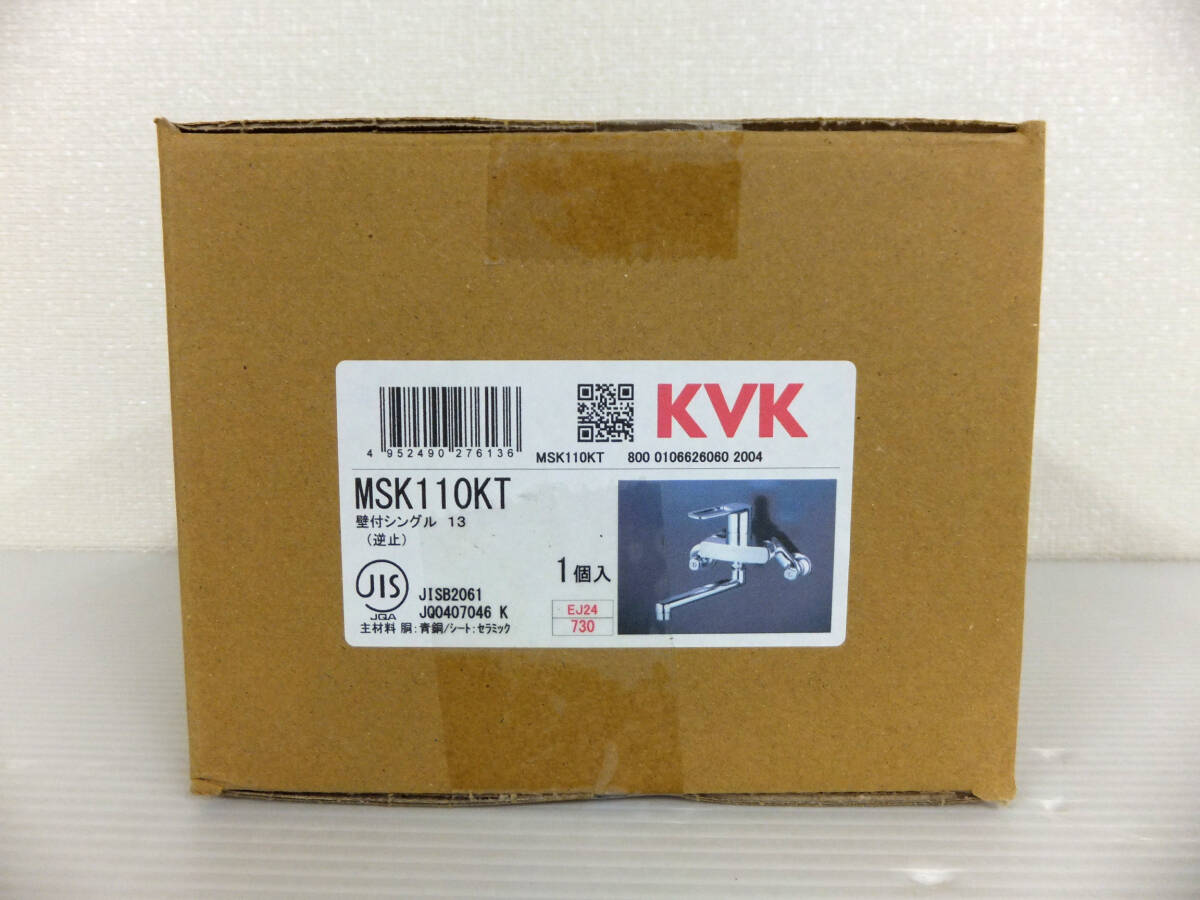 KVK
4 952490 276136
MSK110KT 800 0106626060 2004
MSK110KT
壁付シングル 13
(逆止)
1個入
JIS
JQA
JISB2061
JQ0407046 K
EJ24
730
主材料 胴:青銅/シート:セラミック